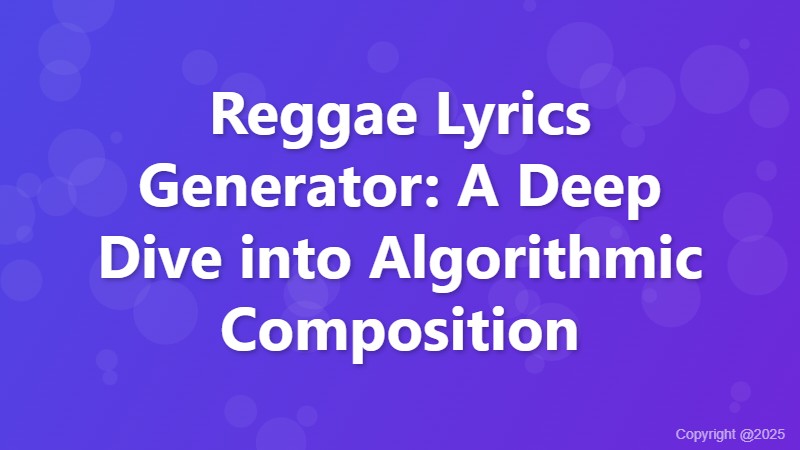 Reggae Lyrics
Generator: A Deep
Dive into Algorithmic
Composition
Copyright @2025